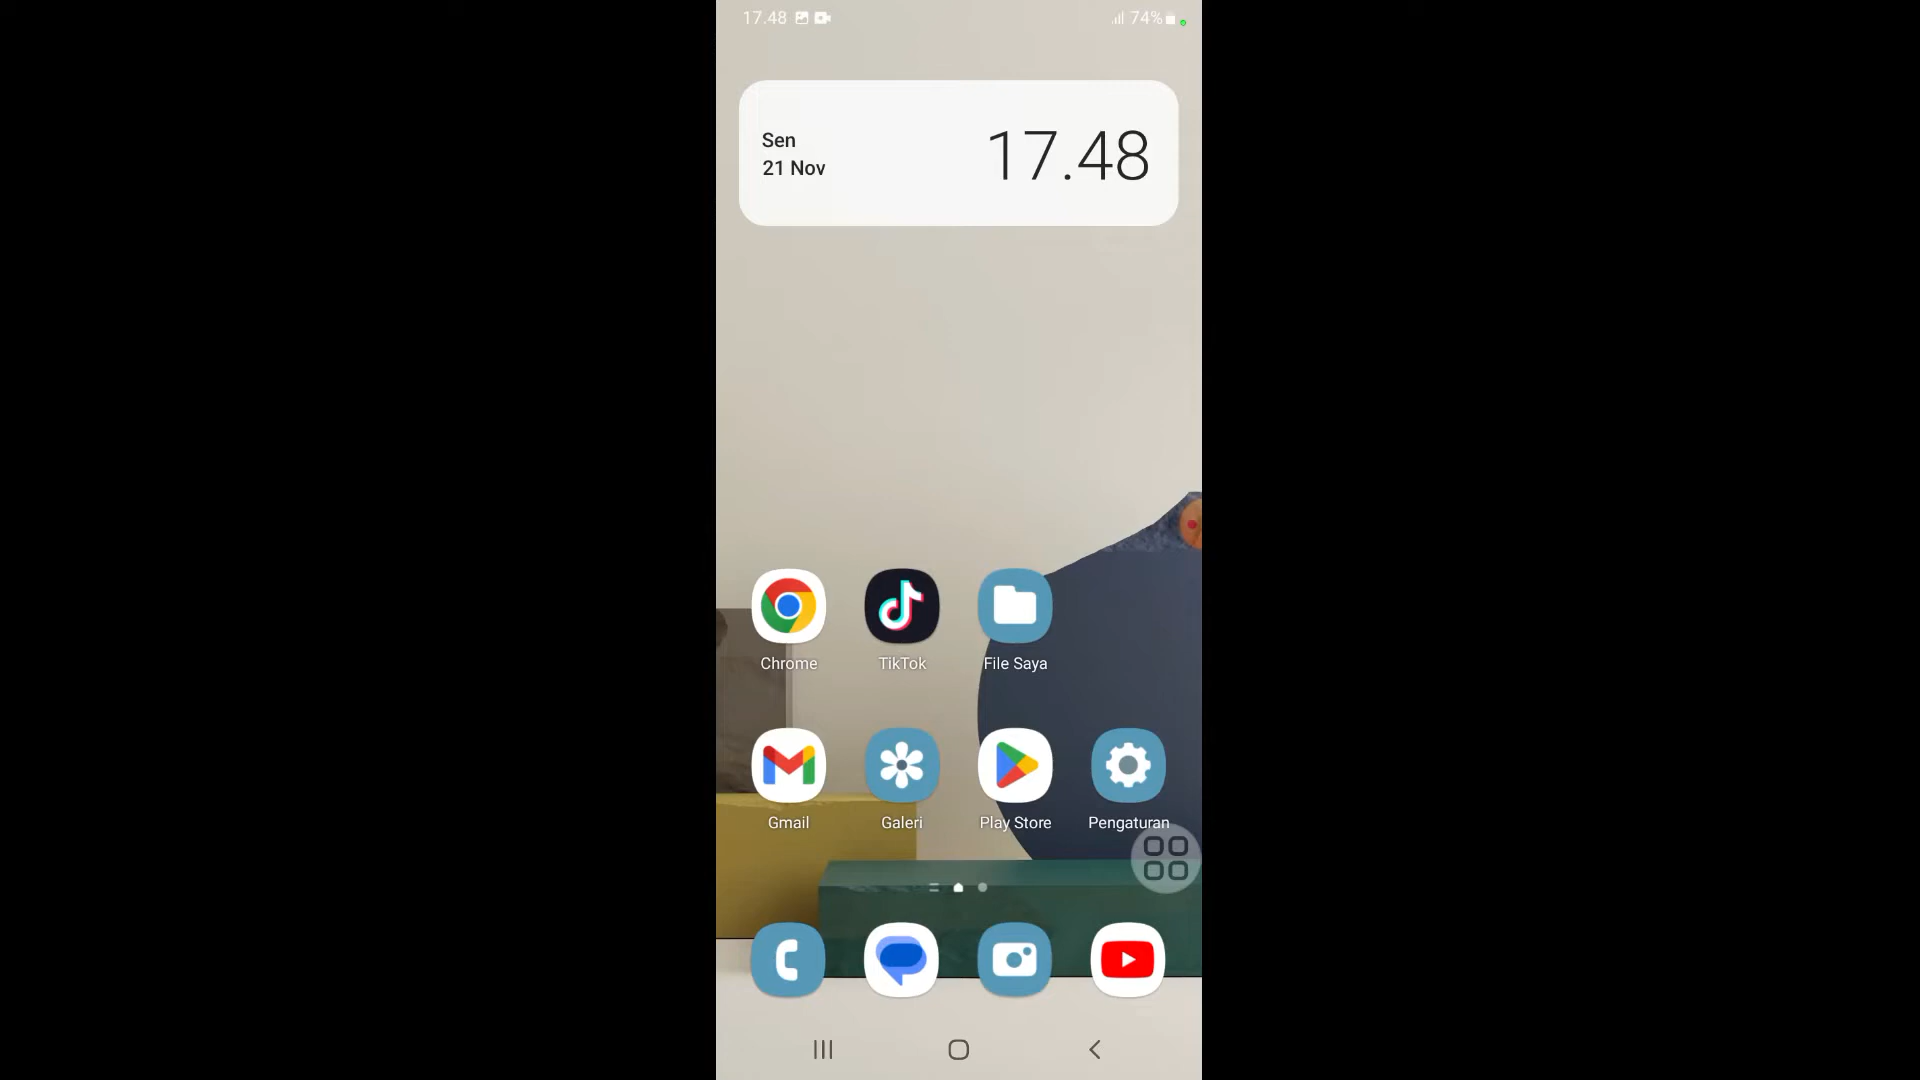 17.48
74%
Sen
21 Nov
17.48
Chrome
TikTok
File Saya
Gmail
Galeri
Play Store
Pengaturan